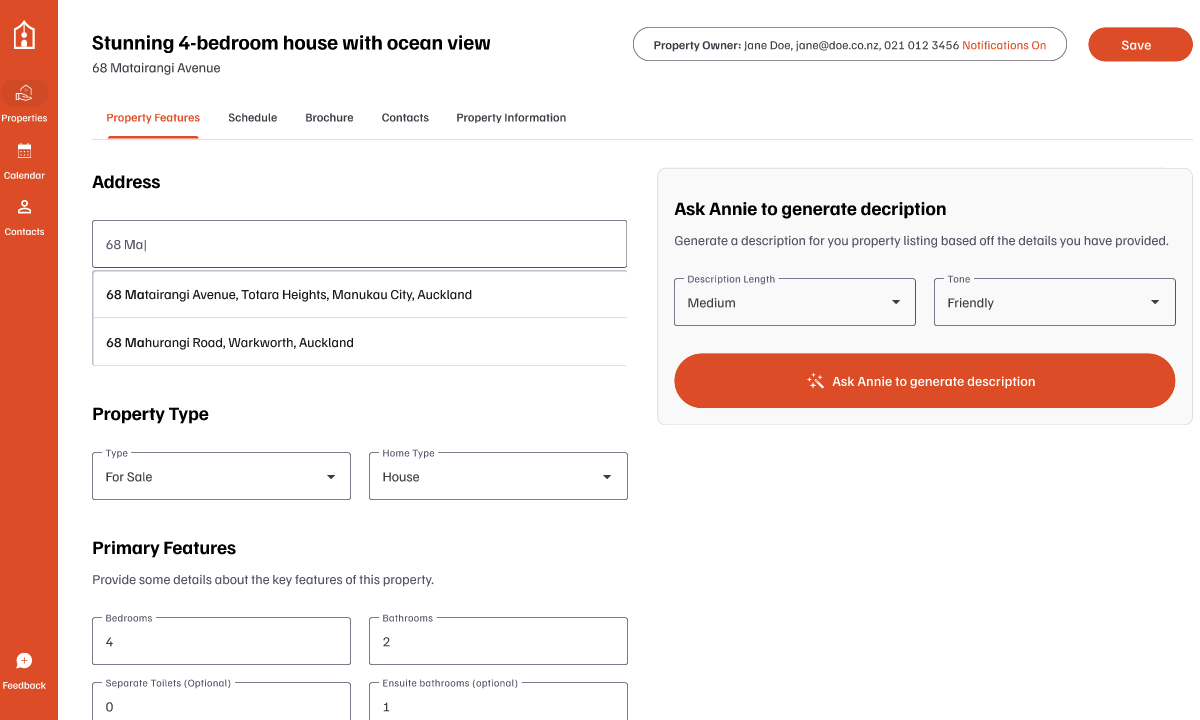 Stunning 4-bedroom house with ocean view
68 Matairangi Avenue
Property Owner: Jane Doe, jane@doe.co.nz, 021 012 3456 Notifications On
Save
Properties
Calendar
Contacts
Feedback
Property Features
Schedule
Brochure
Contacts
Property Information
Address
68 Ma|
68 Matairangi Avenue, Totara Heights, Manukau City, Auckland
68 Mahurangi Road, Warkworth, Auckland
Property Type
Type
For Sale
Home Type
House
Primary Features
Provide some details about the key features of this property.
Bedrooms
4
Bathrooms
2
Separate Toilets (Optional)
0
Ensuite bathrooms (optional)
1
Ask Annie to generate decription
Generate a description for you property listing based off the details you have provided.
Description Length
Medium
Tone
Friendly
Ask Annie to generate description